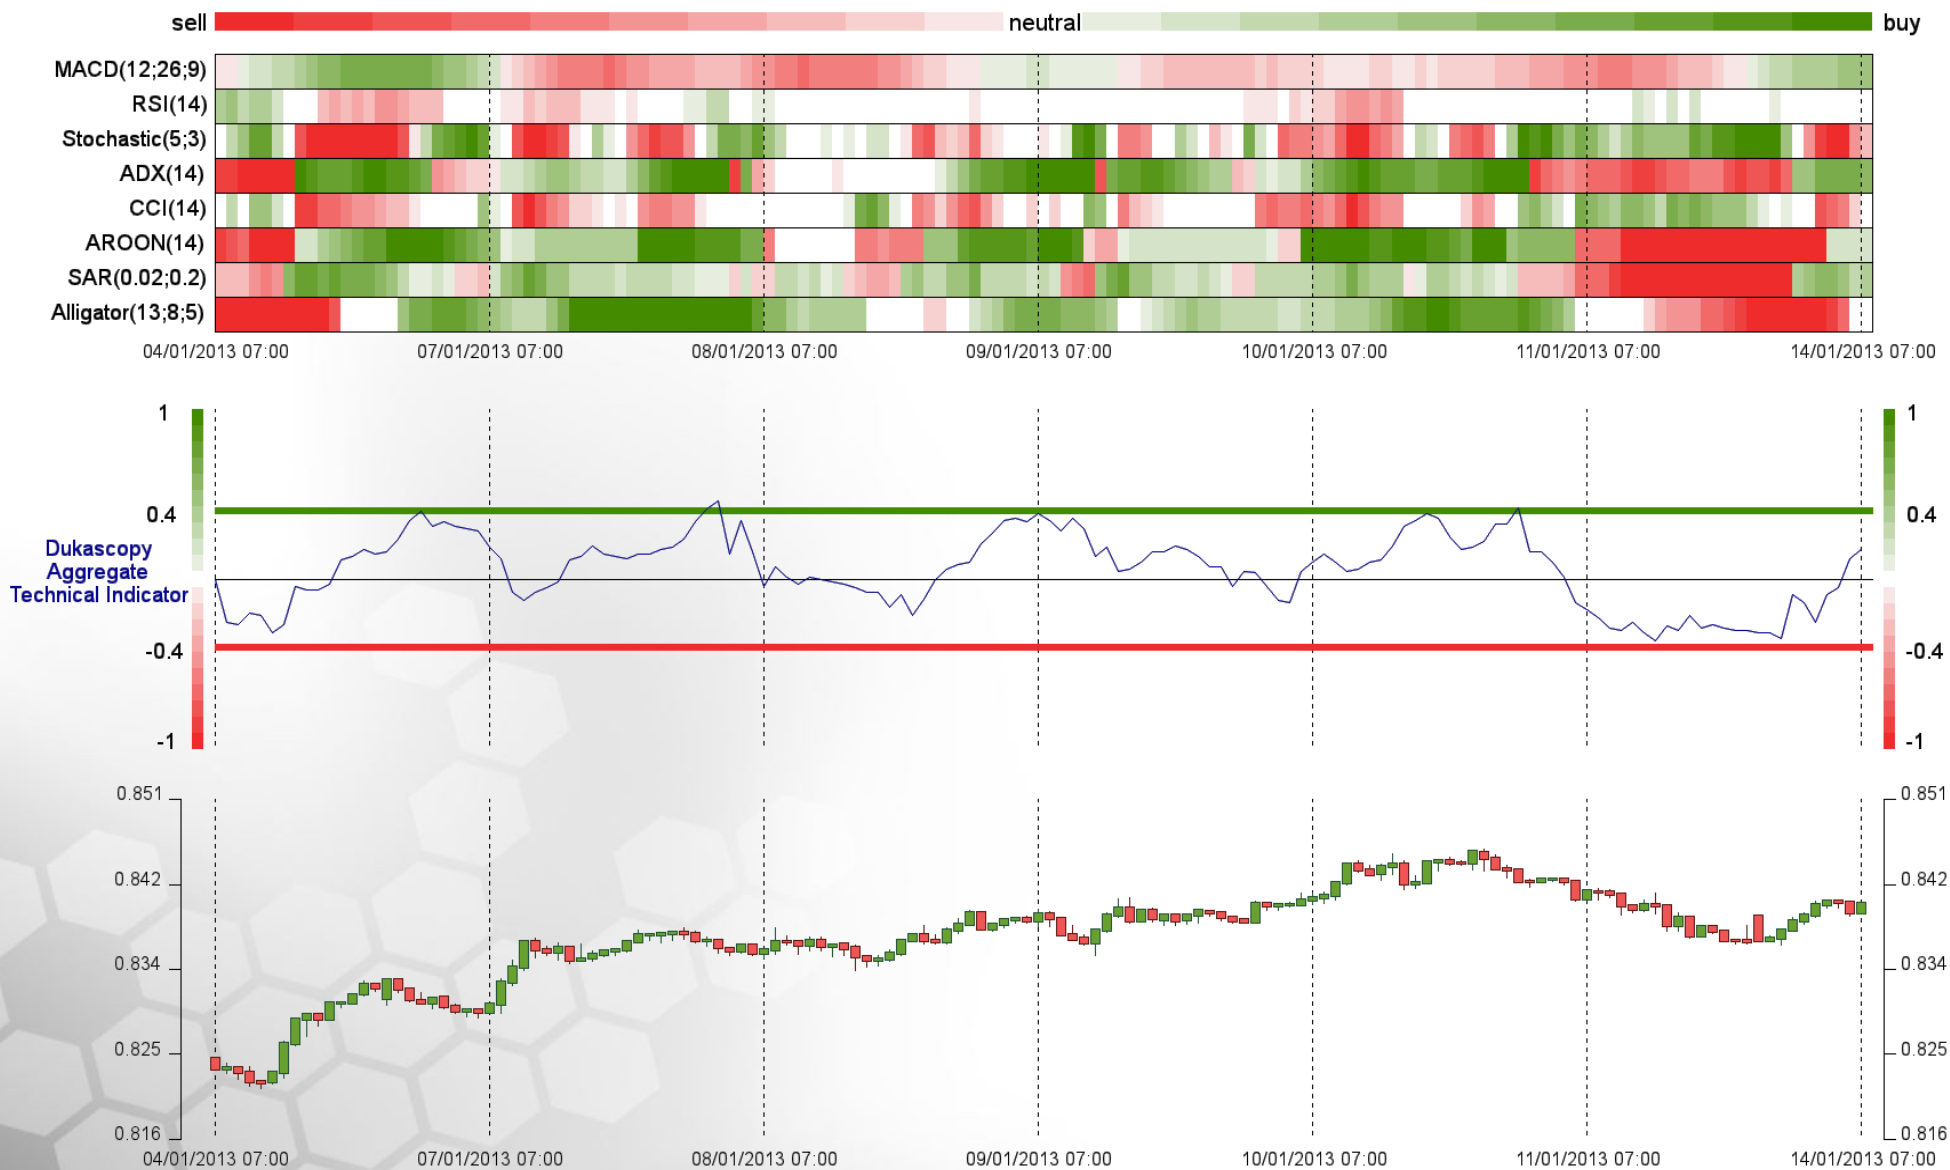 sell neutral buy
MACD(12;26;9)
RSI(14)
Stochastic(5;3)
ADX(14)
CCI(14)
AROON(14)
SAR(0.02;0.2)
Alligator(13;8;5)
04/01/2013 07:00 07/01/2013 07:00 08/01/2013 07:00 09/01/2013 07:00 10/01/2013 07:00 11/01/2013 07:00 14/01/2013 07:00
1 1
0.4 0.4
Dukascopy
Aggregate
Technical Indicator
-0.4 -0.4
-1 -1
0.851 0.851
0.842 0.842
0.834 0.834
0.825 0.825
0.816 0.816
04/01/2013 07:00 07/01/2013 07:00 08/01/2013 07:00 09/01/2013 07:00 10/01/2013 07:00 11/01/2013 07:00 14/01/2013 07:00